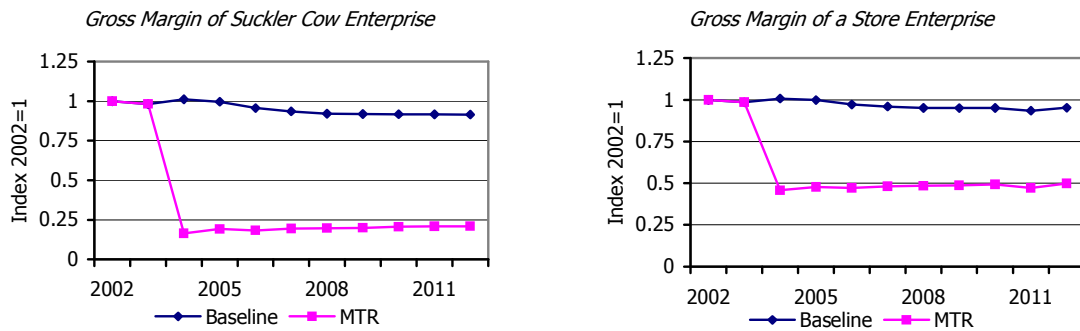 Gross Margin of Suckler Cow Enterprise
Index 2002=1
1.25
1
0.75
0.5
0.25
0
2002 2005 2008 2011
Baseline MTR
Gross Margin of a Store Enterprise
Index 2002=1
1.25
1
0.75
0.5
0.25
0
2002 2005 2008 2011
Baseline MTR